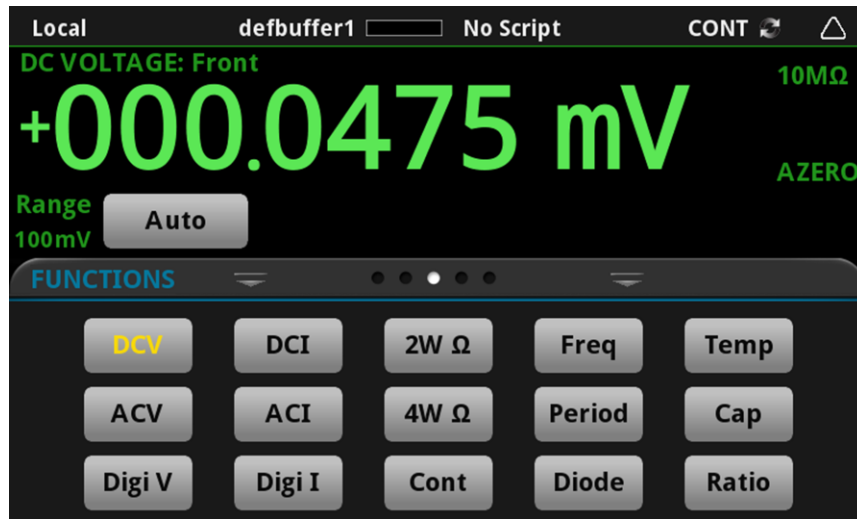 Local defbuffer1 No Script CONT
DC VOLTAGE: Front
10MΩ
+000.0475 mV
AZERO
Range
100mV
Auto
FUNCTIONS
DCV DCI 2W Ω Freq Temp
ACV ACI 4W Ω Period Cap
Digi V Digi I Cont Diode Ratio